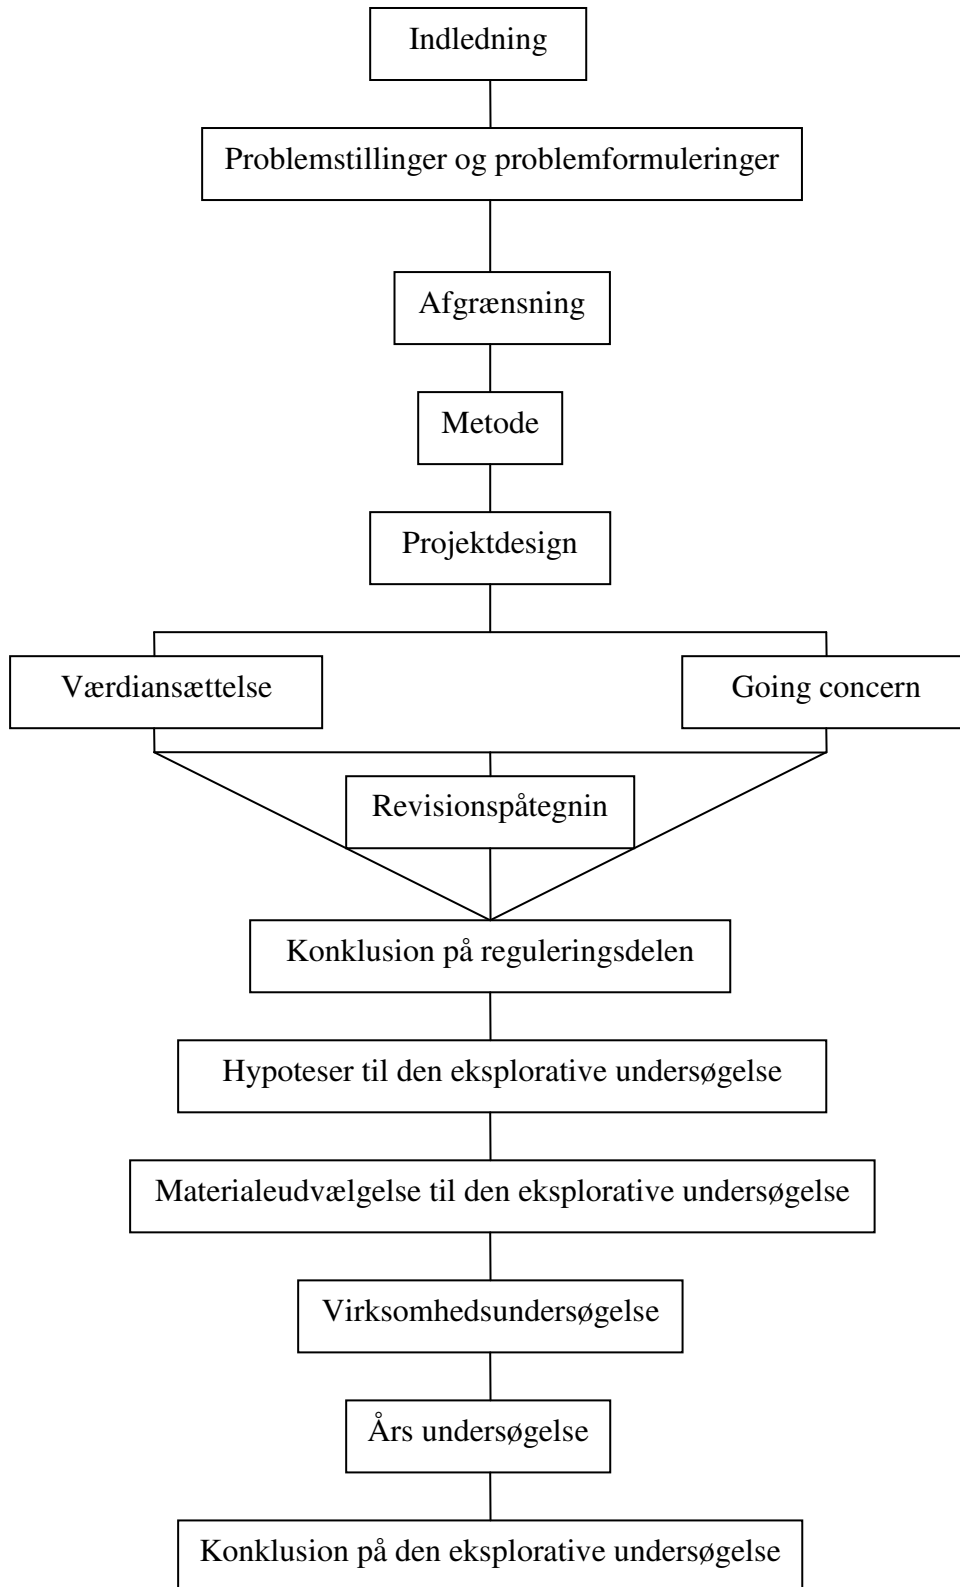 Indledning
Problemstillinger og problemformuleringer
Afgrænsning
Metode
Projektdesign
Værdiansættelse
Going concern
Revisionspåtegnin
Konklusion på reguleringsdelen
Hypoteser til den eksplorative undersøgelse
Materialeudvælgelse til den eksplorative undersøgelse
Virksomhedsundersøgelse
Års undersøgelse
Konklusion på den eksplorative undersøgelse